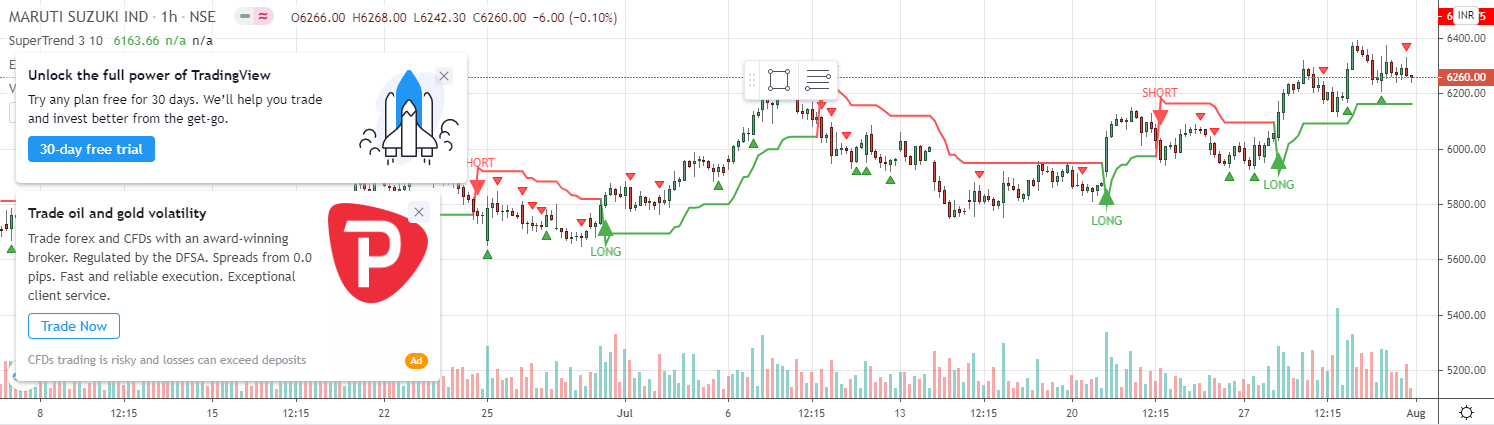 MARUTI SUZUKI IND · 1h · NSE O6266.00 H6268.00 L6242.30 C6260.00 −6.00 (−0.10%)
SuperTrend 3 10 6163.66 n/a n/a
E
V
Unlock the full power of TradingView
Try any plan free for 30 days. We'll help you trade
and invest better from the get-go.
30-day free trial
Trade oil and gold volatility
Trade forex and CFDs with an award-winning
broker. Regulated by the DFSA. Spreads from 0.0
pips. Fast and reliable execution. Exceptional
client service.
Trade Now
CFDs trading is risky and losses can exceed deposits
Ad
P
HORT
LONG
LONG
SHORT
LONG
INR
6400.00
6260.00
6200.00
6000.00
5800.00
5600.00
5400.00
5200.00
8 12:15 15 12:15 22 25 12:15 Jul 6 12:15 13 12:15 20 12:15 27 12:15 Aug